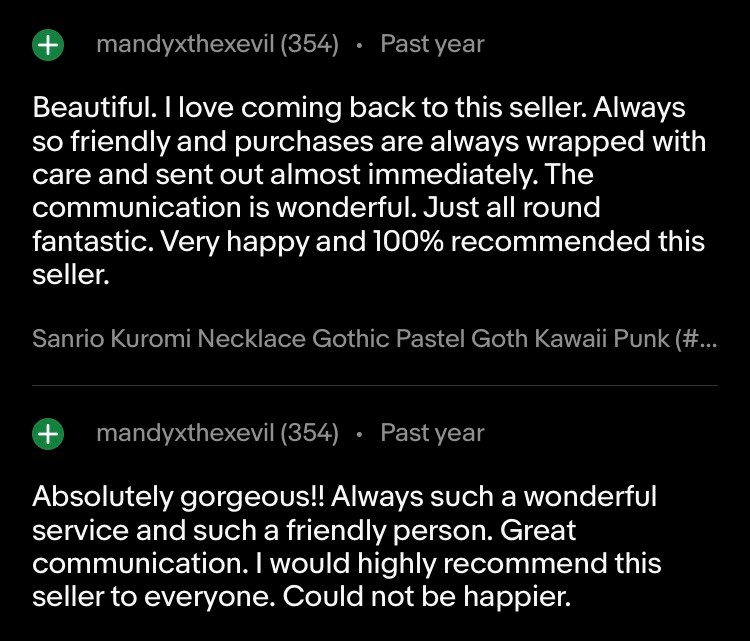 mandyxthexevil (354) • Past year
Beautiful. I love coming back to this seller. Always
so friendly and purchases are always wrapped with
care and sent out almost immediately. The
communication is wonderful. Just all round
fantastic. Very happy and 100% recommended this
seller.
Sanrio Kuromi Necklace Gothic Pastel Goth Kawaii Punk (#...
mandyxthexevil (354) • Past year
Absolutely gorgeous!! Always such a wonderful
service and such a friendly person. Great
communication. I would highly recommend this
seller to everyone. Could not be happier.